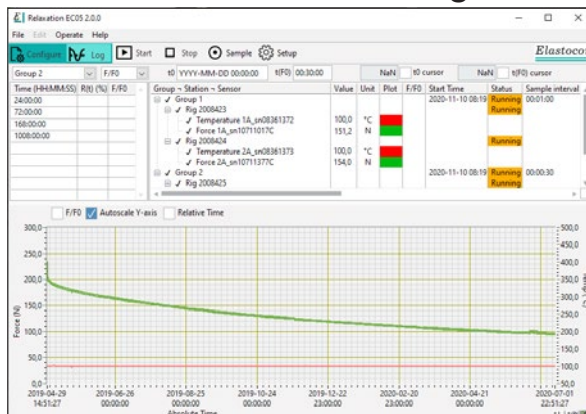 Relaxation EC05 2.0.0
File Edit Operate Help
Configure Log Start Stop Sample Setup Elastoco
Group 2 F/F0 t0 YYYY-MM-DD 00:00:00 t(F0) 00:30:00 NaN t0 cursor NaN t(F0) cursor
Time (HH:MM:SS) R(t) (%) F/F0 Group ¬ Station ¬ Sensor Value Unit Plot F/F0 Start Time Status Sample interval
24:00:00 Group 1 2020-11-10 08:19 Running 00:01:00
72:00:00 Rig 2008423 Running
168:00:00 Temperature 1A_sn08361372 100,0 °C
1008:00:00 Force 1A_sn10711017C 151,2 N
Rig 2008424 Running
Temperature 2A_sn08361373 100,0 °C
Force 2A_sn10711377C 154,0 N
Group 2 2020-11-10 08:19 Running 00:00:30
Rig 2008425 Running
F/F0 Autoscale Y-axis Relative Time
300,0 500,0
450,0
250,0 400,0
350,0
200,0 300,0
150,0 250,0
100,0 200,0
150,0
50,0 100,0
0,0 50,0
Force (N)
2019-04-29 2019-06-26 2019-08-25 2019-10-24 2019-12-22 2020-02-20 2020-04-21 2020-07-01
14:51:27 00:00:00 00:00:00 00:00:00 23:00:00 23:00:00 00:00:00 22:51:27
Absolute Time